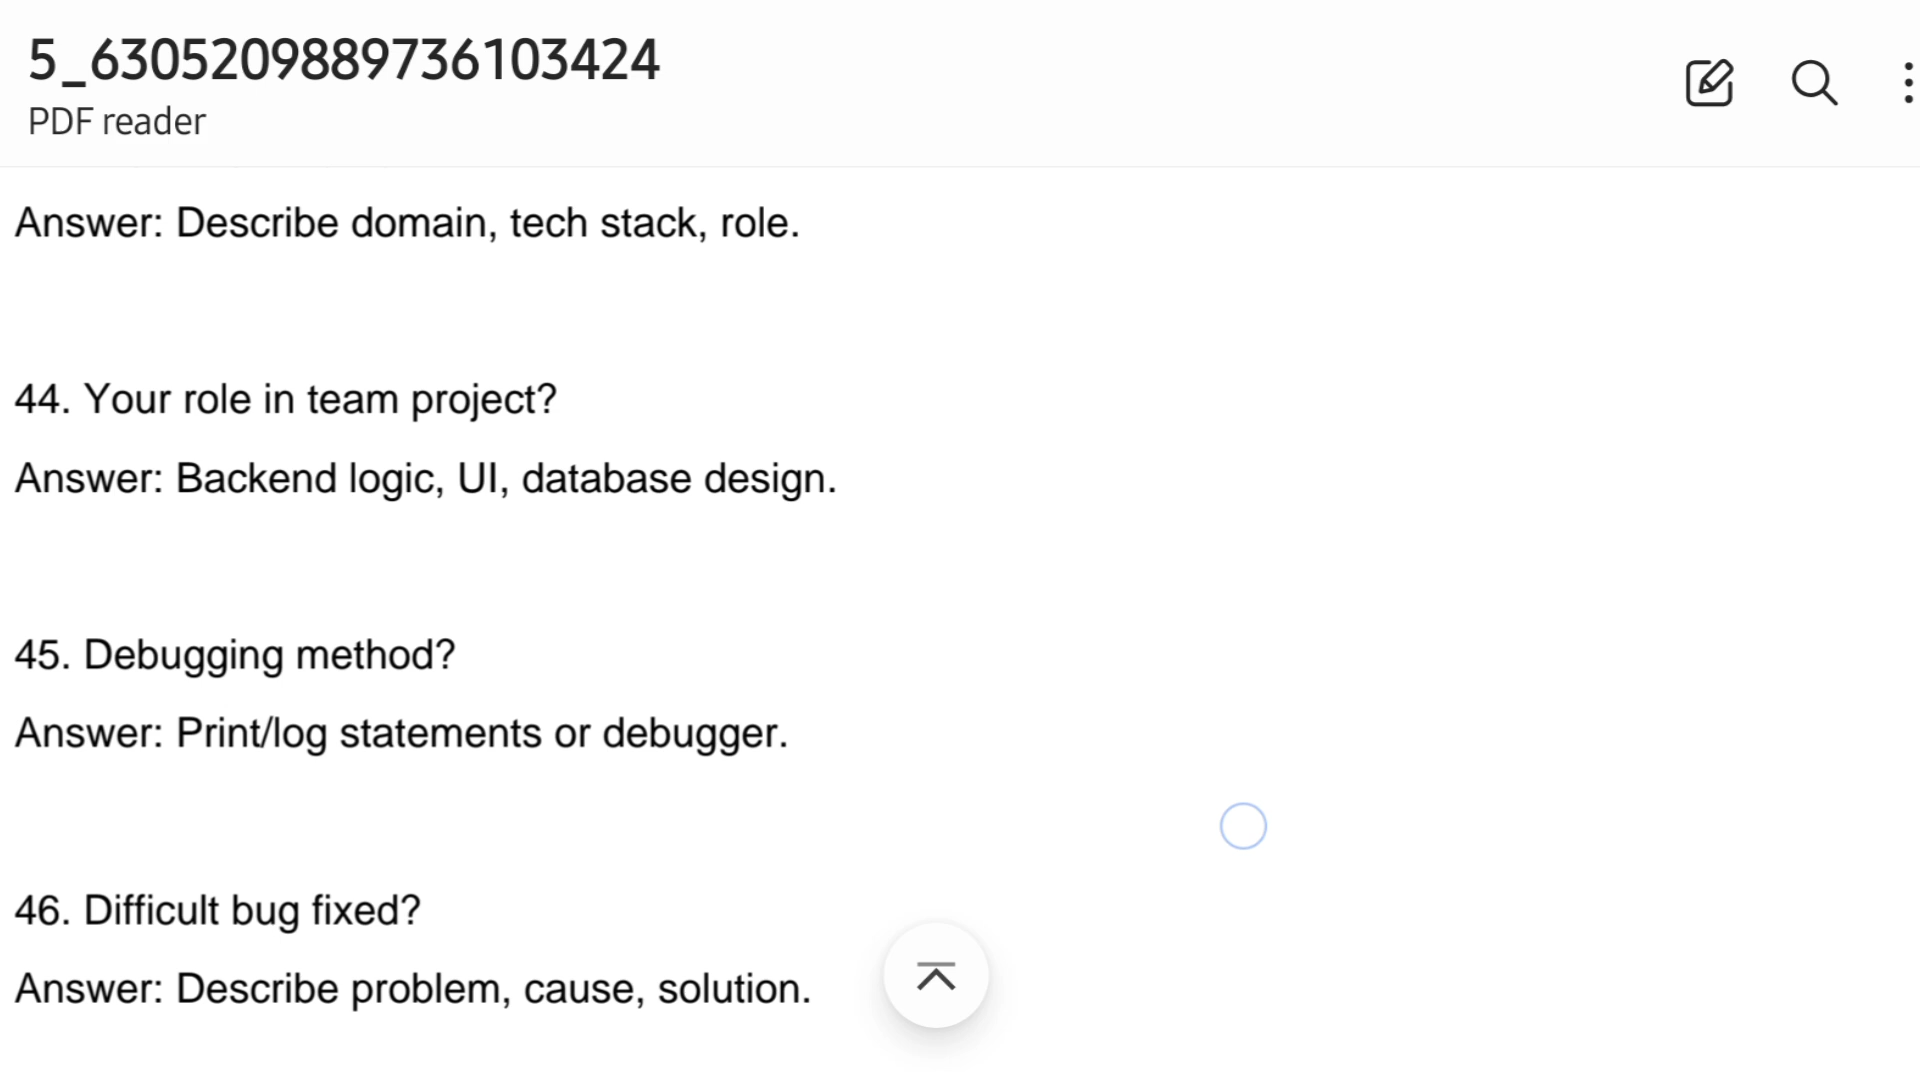 5_6305209889736103424
PDF reader
Answer: Describe domain, tech stack, role.
44. Your role in team project?
Answer: Backend logic, UI, database design.
45. Debugging method?
Answer: Print/log statements or debugger.
46. Difficult bug fixed?
Answer: Describe problem, cause, solution.